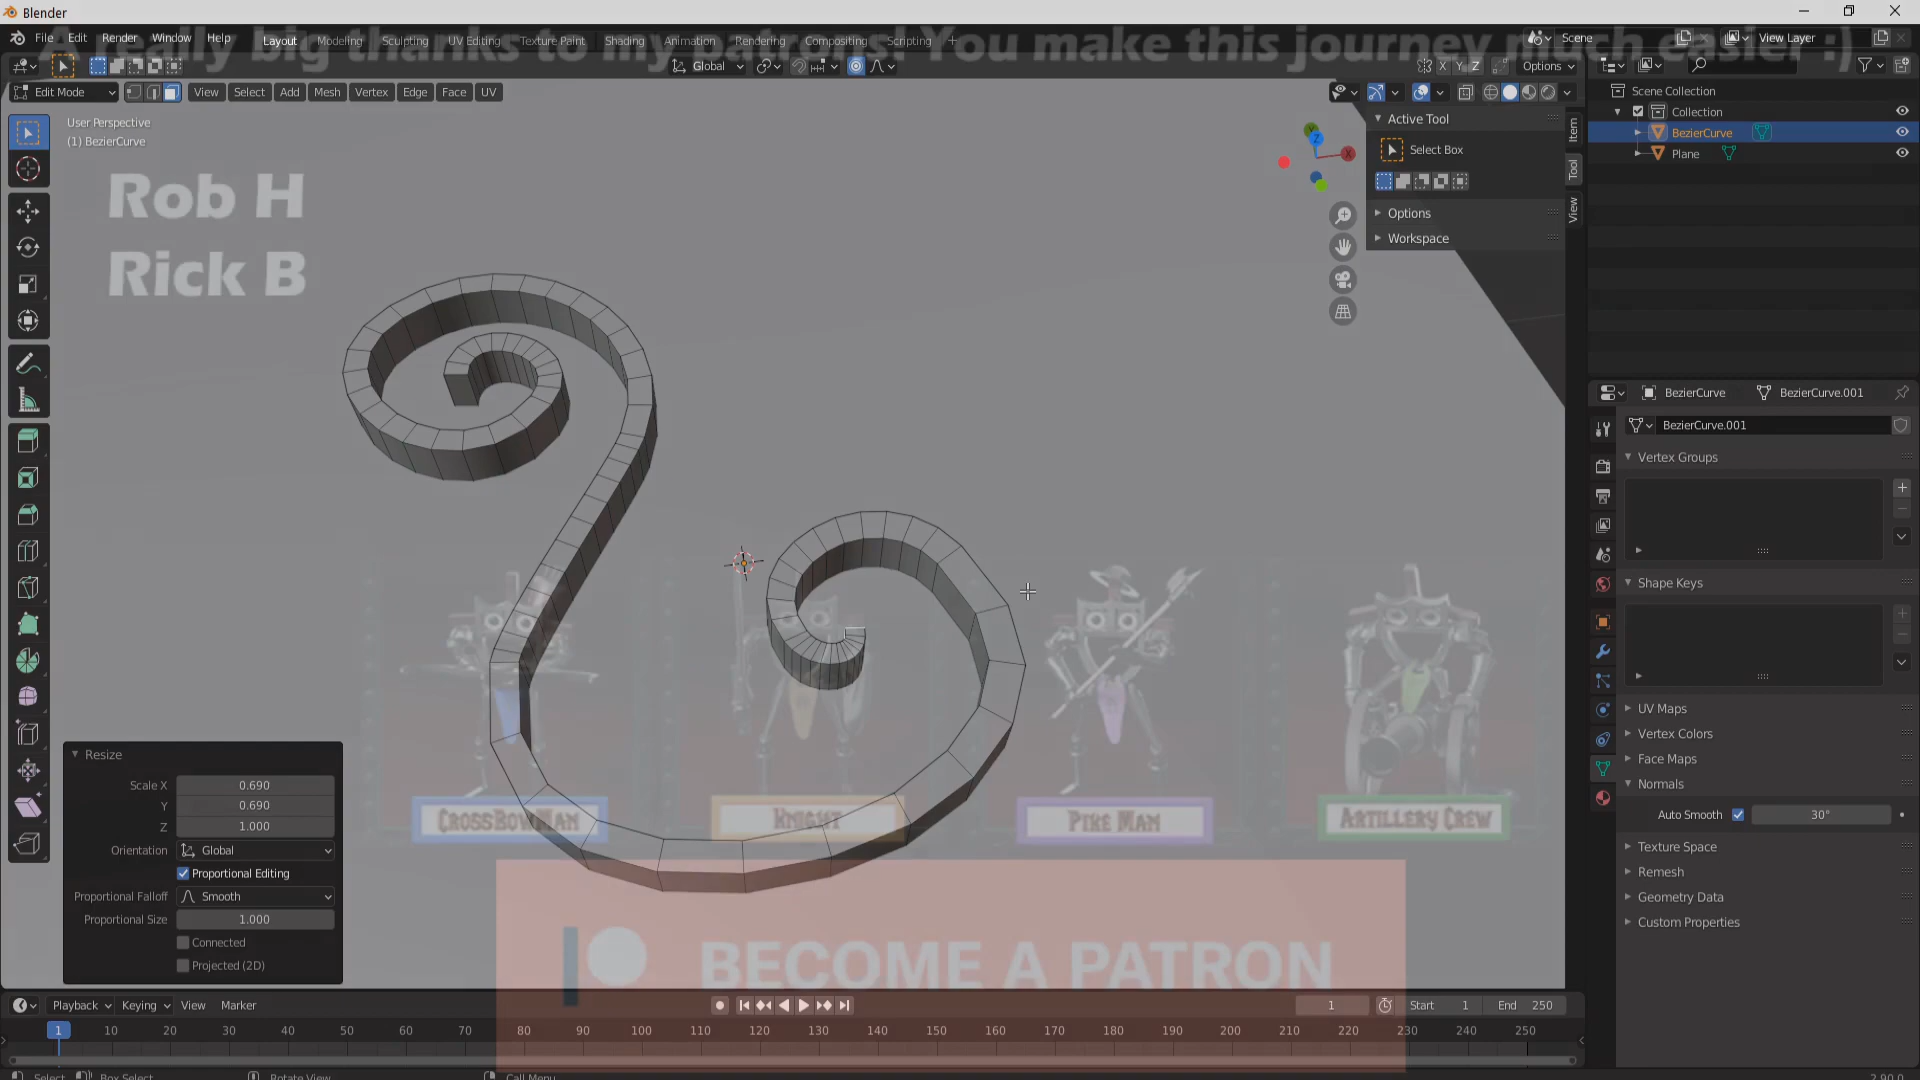 Blender
A really big thanks to my patrons! You make this journey much easier :)
File Edit Render Window Help Layout Modeling Sculpting UV Editing Texture Paint Shading Animation Rendering Compositing Scripting + Scene View Layer
Global X Y Z Options
Edit Mode View Select Add Mesh Vertex Edge Face UV
User Perspective
(1) BezierCurve
Rob H
Rick B
Active Tool
Select Box
Options
Workspace
Item
Tool
View
Scene Collection
Collection
BezierCurve
Plane
BezierCurve BezierCurve.001
BezierCurve.001
Vertex Groups
Shape Keys
UV Maps
Vertex Colors
Face Maps
Normals
Auto Smooth 30°
Texture Space
Remesh
Geometry Data
Custom Properties
Resize
Scale X 0.690
Y 0.690
Z 1.000
Orientation Global
Proportional Editing
Proportional Falloff Smooth
Proportional Size 1.000
Connected
Projected (2D)
CrossBowMan
Knight
Pike Man
Artillery Crew
BECOME A PATRON
Playback Keying View Marker 1 Start 1 End 250
1 10 20 30 40 50 60 70 80 90 100 110 120 130 140 150 160 170 180 190 200 210 220 230 240 250
Select Box Select Rotate View Call Menu 2.90.0